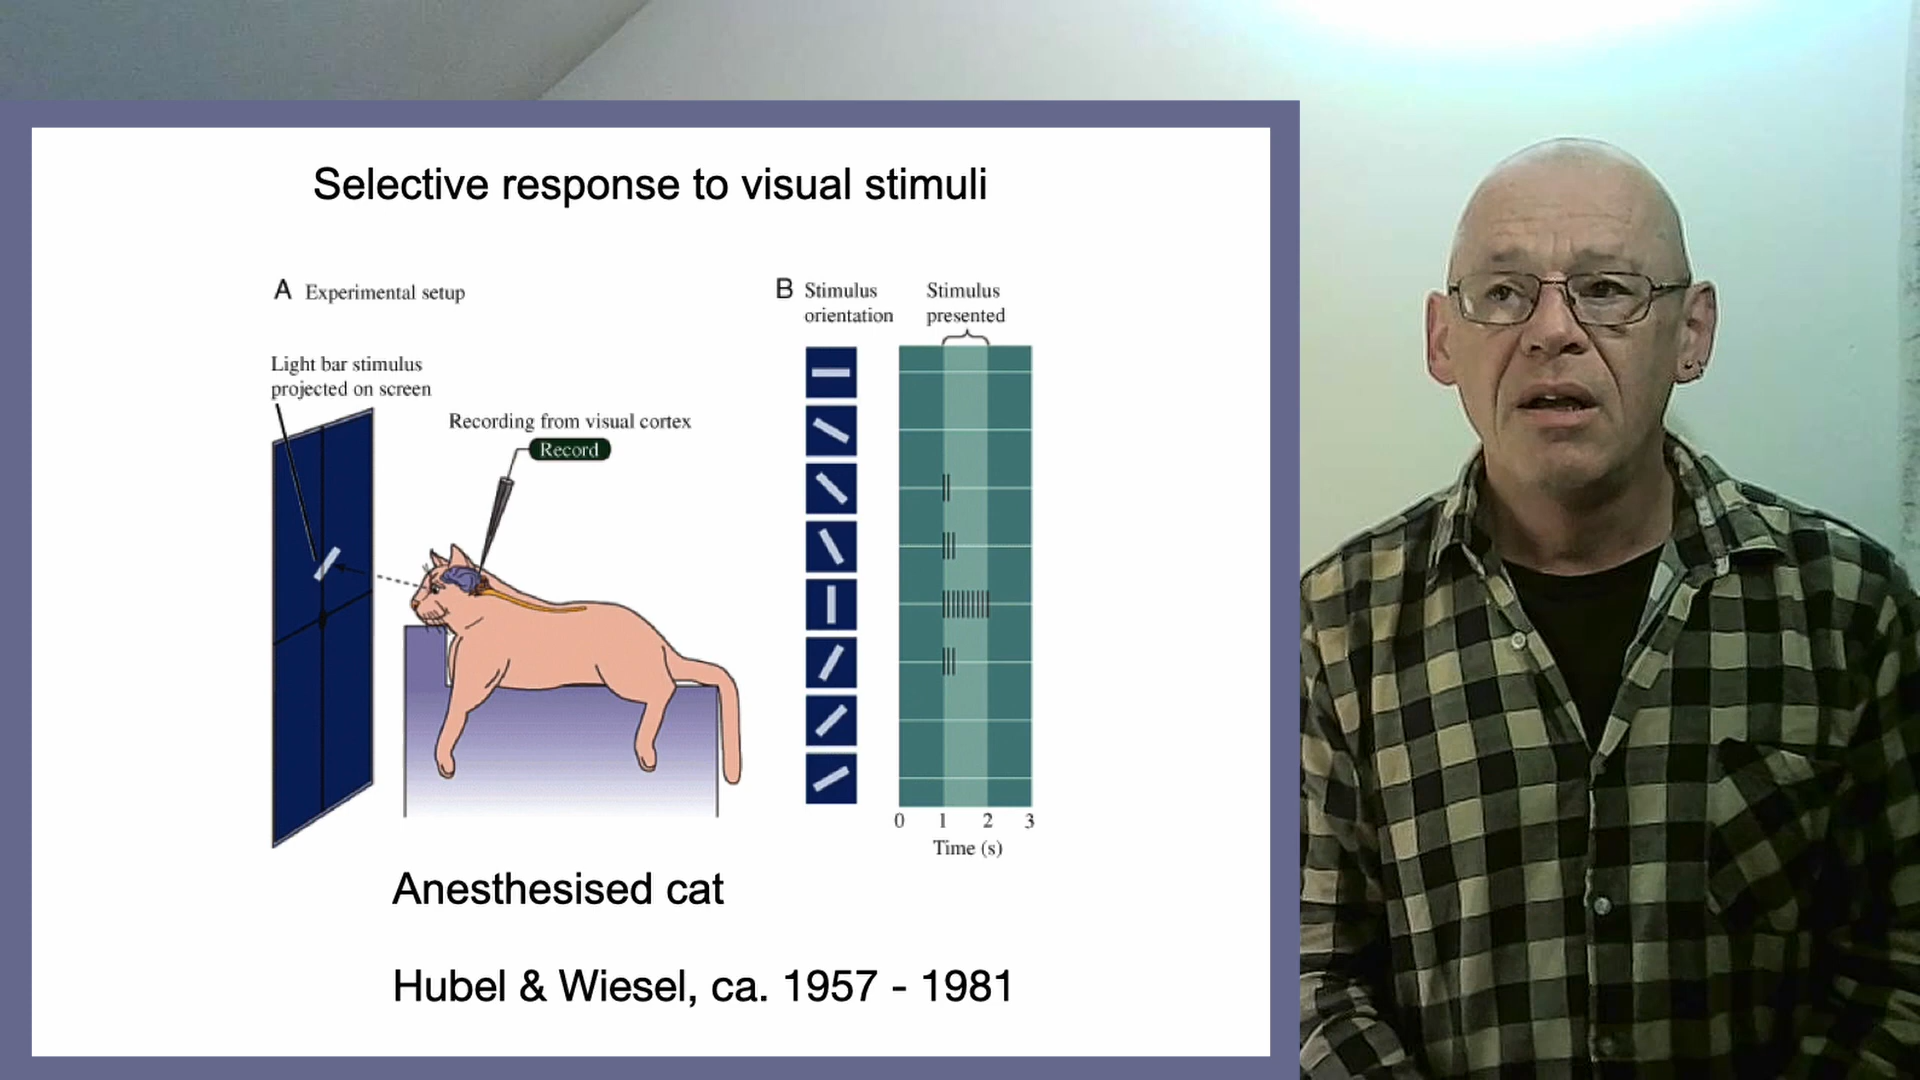 Selective response to visual stimuli
A Experimental setup
Light bar stimulus
projected on screen
Recording from visual cortex
Record
B Stimulus
orientation
Stimulus
presented
0 1 2 3
Time (s)
Anesthesised cat
Hubel & Wiesel, ca. 1957 - 1981